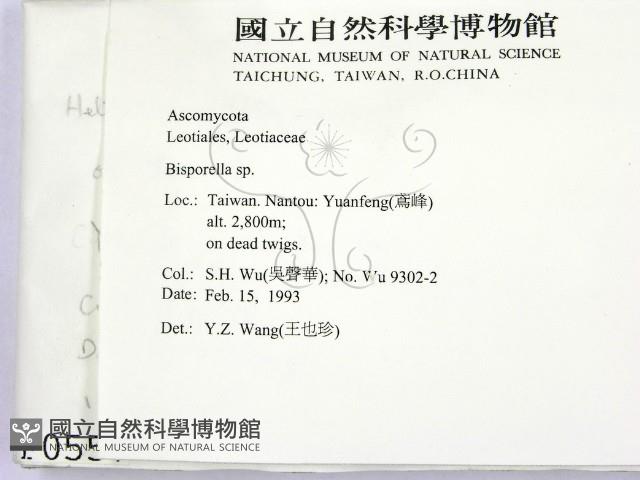 國立自然科學博物館
NATIONAL MUSEUM OF NATURAL SCIENCE
TAICHUNG, TAIWAN, R.O.CHINA
Ascomycota
Leotiales, Leotiaceae
Bisporella sp.
Loc.: Taiwan. Nantou: Yuanfeng(鳶峰)
alt. 2,800m;
on dead twigs.
Col.: S.H. Wu(吳聲華); No. Wu 9302-2
Date: Feb. 15, 1993
Det.: Y.Z. Wang(王也珍)
國立自然科學博物館
NATIONAL MUSEUM OF NATURAL SCIENCE